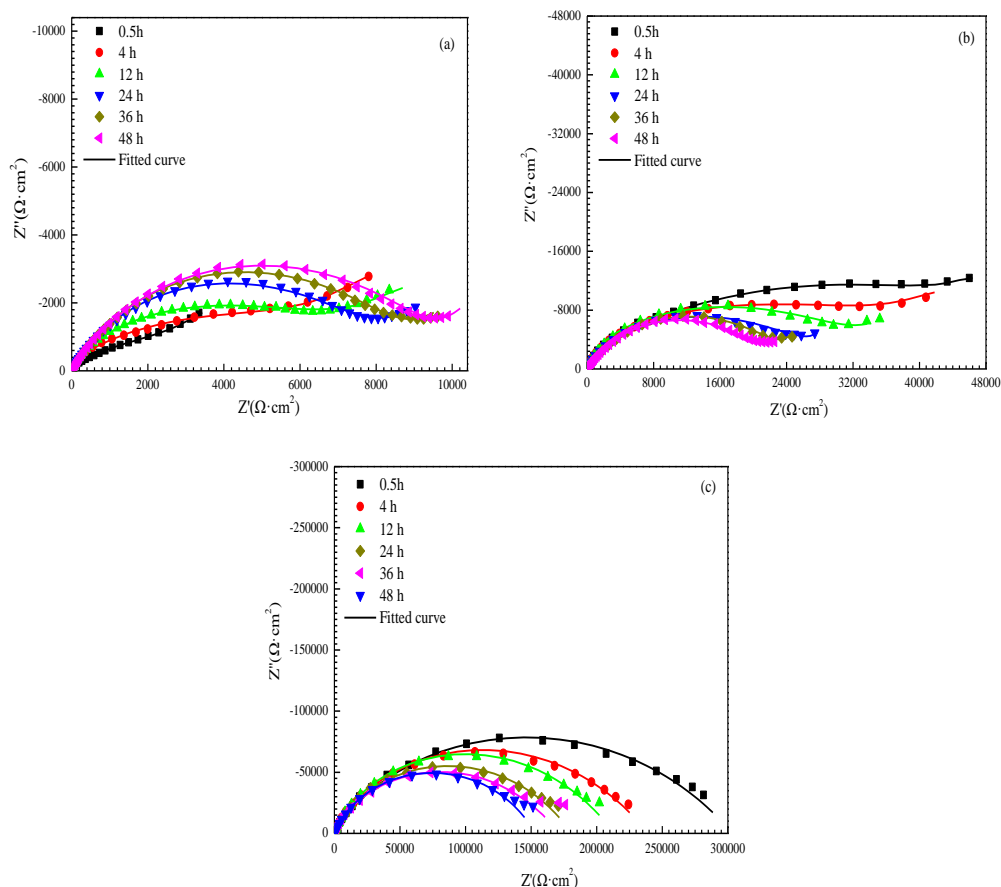 (a)
0.5h
4 h
12 h
24 h
36 h
48 h
Fitted curve
-10000
-8000
-6000
-4000
-2000
0
Z''(Ω·cm²)
0 2000 4000 6000 8000 10000
Z'(Ω·cm²)
(b)
0.5h
4 h
12 h
24 h
36 h
48 h
Fitted curve
-48000
-40000
-32000
-24000
-16000
-8000
0
Z''(Ω·cm²)
0 8000 16000 24000 32000 40000 48000
Z'(Ω·cm²)
(c)
0.5h
4 h
12 h
24 h
36 h
48 h
Fitted curve
-300000
-250000
-200000
-150000
-100000
-50000
0
Z''(Ω·cm²)
0 50000 100000 150000 200000 250000 300000
Z'(Ω·cm²)